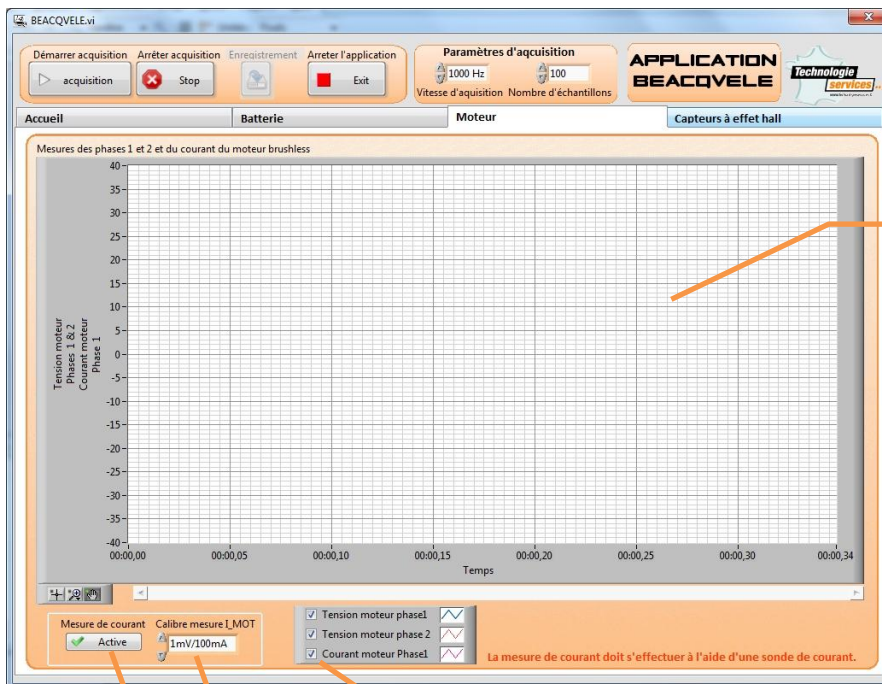 BEACQVELE.vi
Démarrer acquisition Arrêter acquisition Enregistrement Arreter l'application
acquisition Stop Exit
Paramètres d'aqcuisition
1000 Hz 100
Vitesse d'aquisition Nombre d'échantillons
APPLICATION
BEACQVELE
Technologie
services
Accueil Batterie Moteur Capteurs à effet hall
Mesures des phases 1 et 2 et du courant du moteur brushless
40
35
30
25
20
15
10
5
0
-5
-10
-15
-20
-25
-30
-35
-40
Tension moteur
Phases 1 & 2
Courant moteur
Phase 1
00:00,00 00:00,05 00:00,10 00:00,15 00:00,20 00:00,25 00:00,30 00:00,34
Temps
Mesure de courant Calibre mesure I_MOT
Active 1mV/100mA
Tension moteur phase1
Tension moteur phase 2
Courant moteur Phase1
La mesure de courant doit s'effectuer à l'aide d'une sonde de courant.